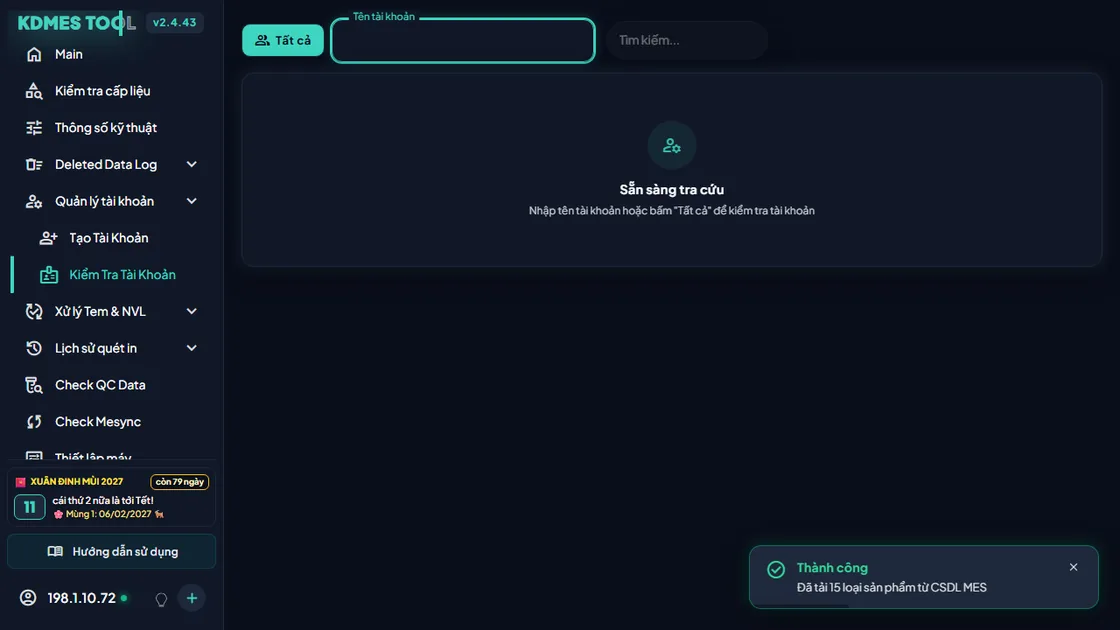 KDMES TOOL
v2.4.43
Main
Kiểm tra cấp liệu
Thông số kỹ thuật
Deleted Data Log
Quản lý tài khoản
Tạo Tài Khoản
Kiểm Tra Tài Khoản
Xử lý Tem & NVL
Lịch sử quét in
Check QC Data
Check Mesync
Thiết lập máy
XUÂN ĐINH MÙI 2027
còn 79 ngày
11
cái thứ 2 nữa là tới Tết!
Mùng 1: 06/02/2027
Hướng dẫn sử dụng
198.1.10.72
Tất cả
Tên tài khoản
Tìm kiếm...
Sẵn sàng tra cứu
Nhập tên tài khoản hoặc bấm "Tất cả" để kiểm tra tài khoản
Thành công
Đã tải 15 loại sản phẩm từ CSDL MES